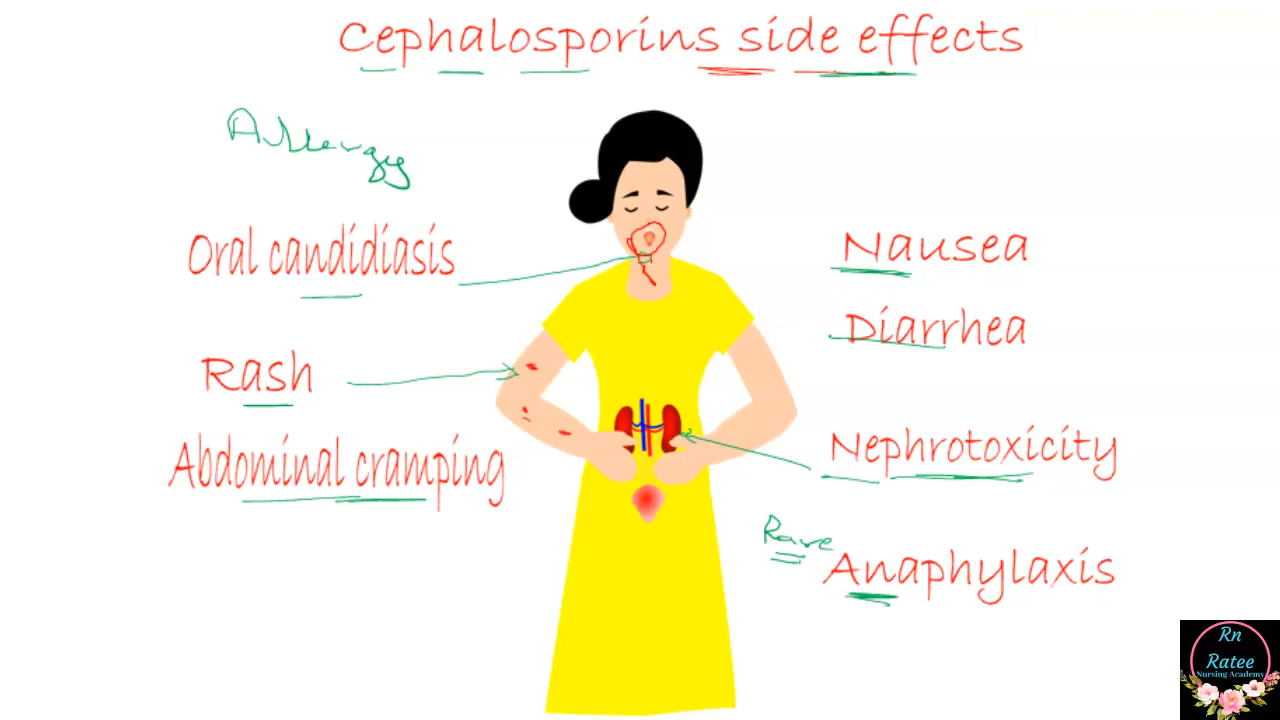 Cephalosporins side effects
Allergy
Oral candidiasis
Rash
Abdominal cramping
Nausea
Diarrhea
Nephrotoxicity
Rare
Anaphylaxis
Rn
Ratee
Nursing Academy